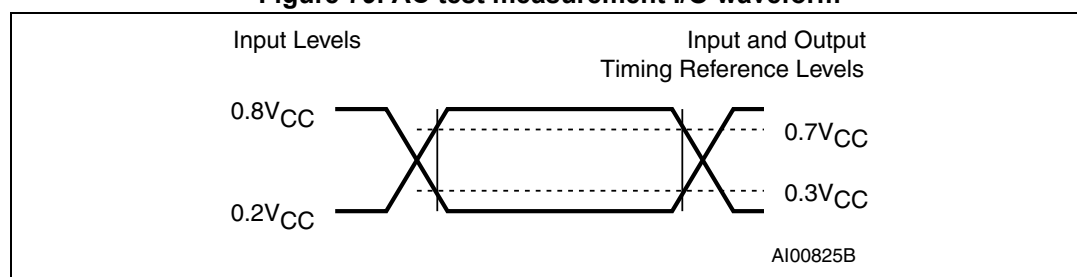 Figure 10. AC test measurement I/O waveform
Input Levels
Input and Output
Timing Reference Levels
0.8VCC
0.7VCC
0.3VCC
0.2VCC
AI00825B